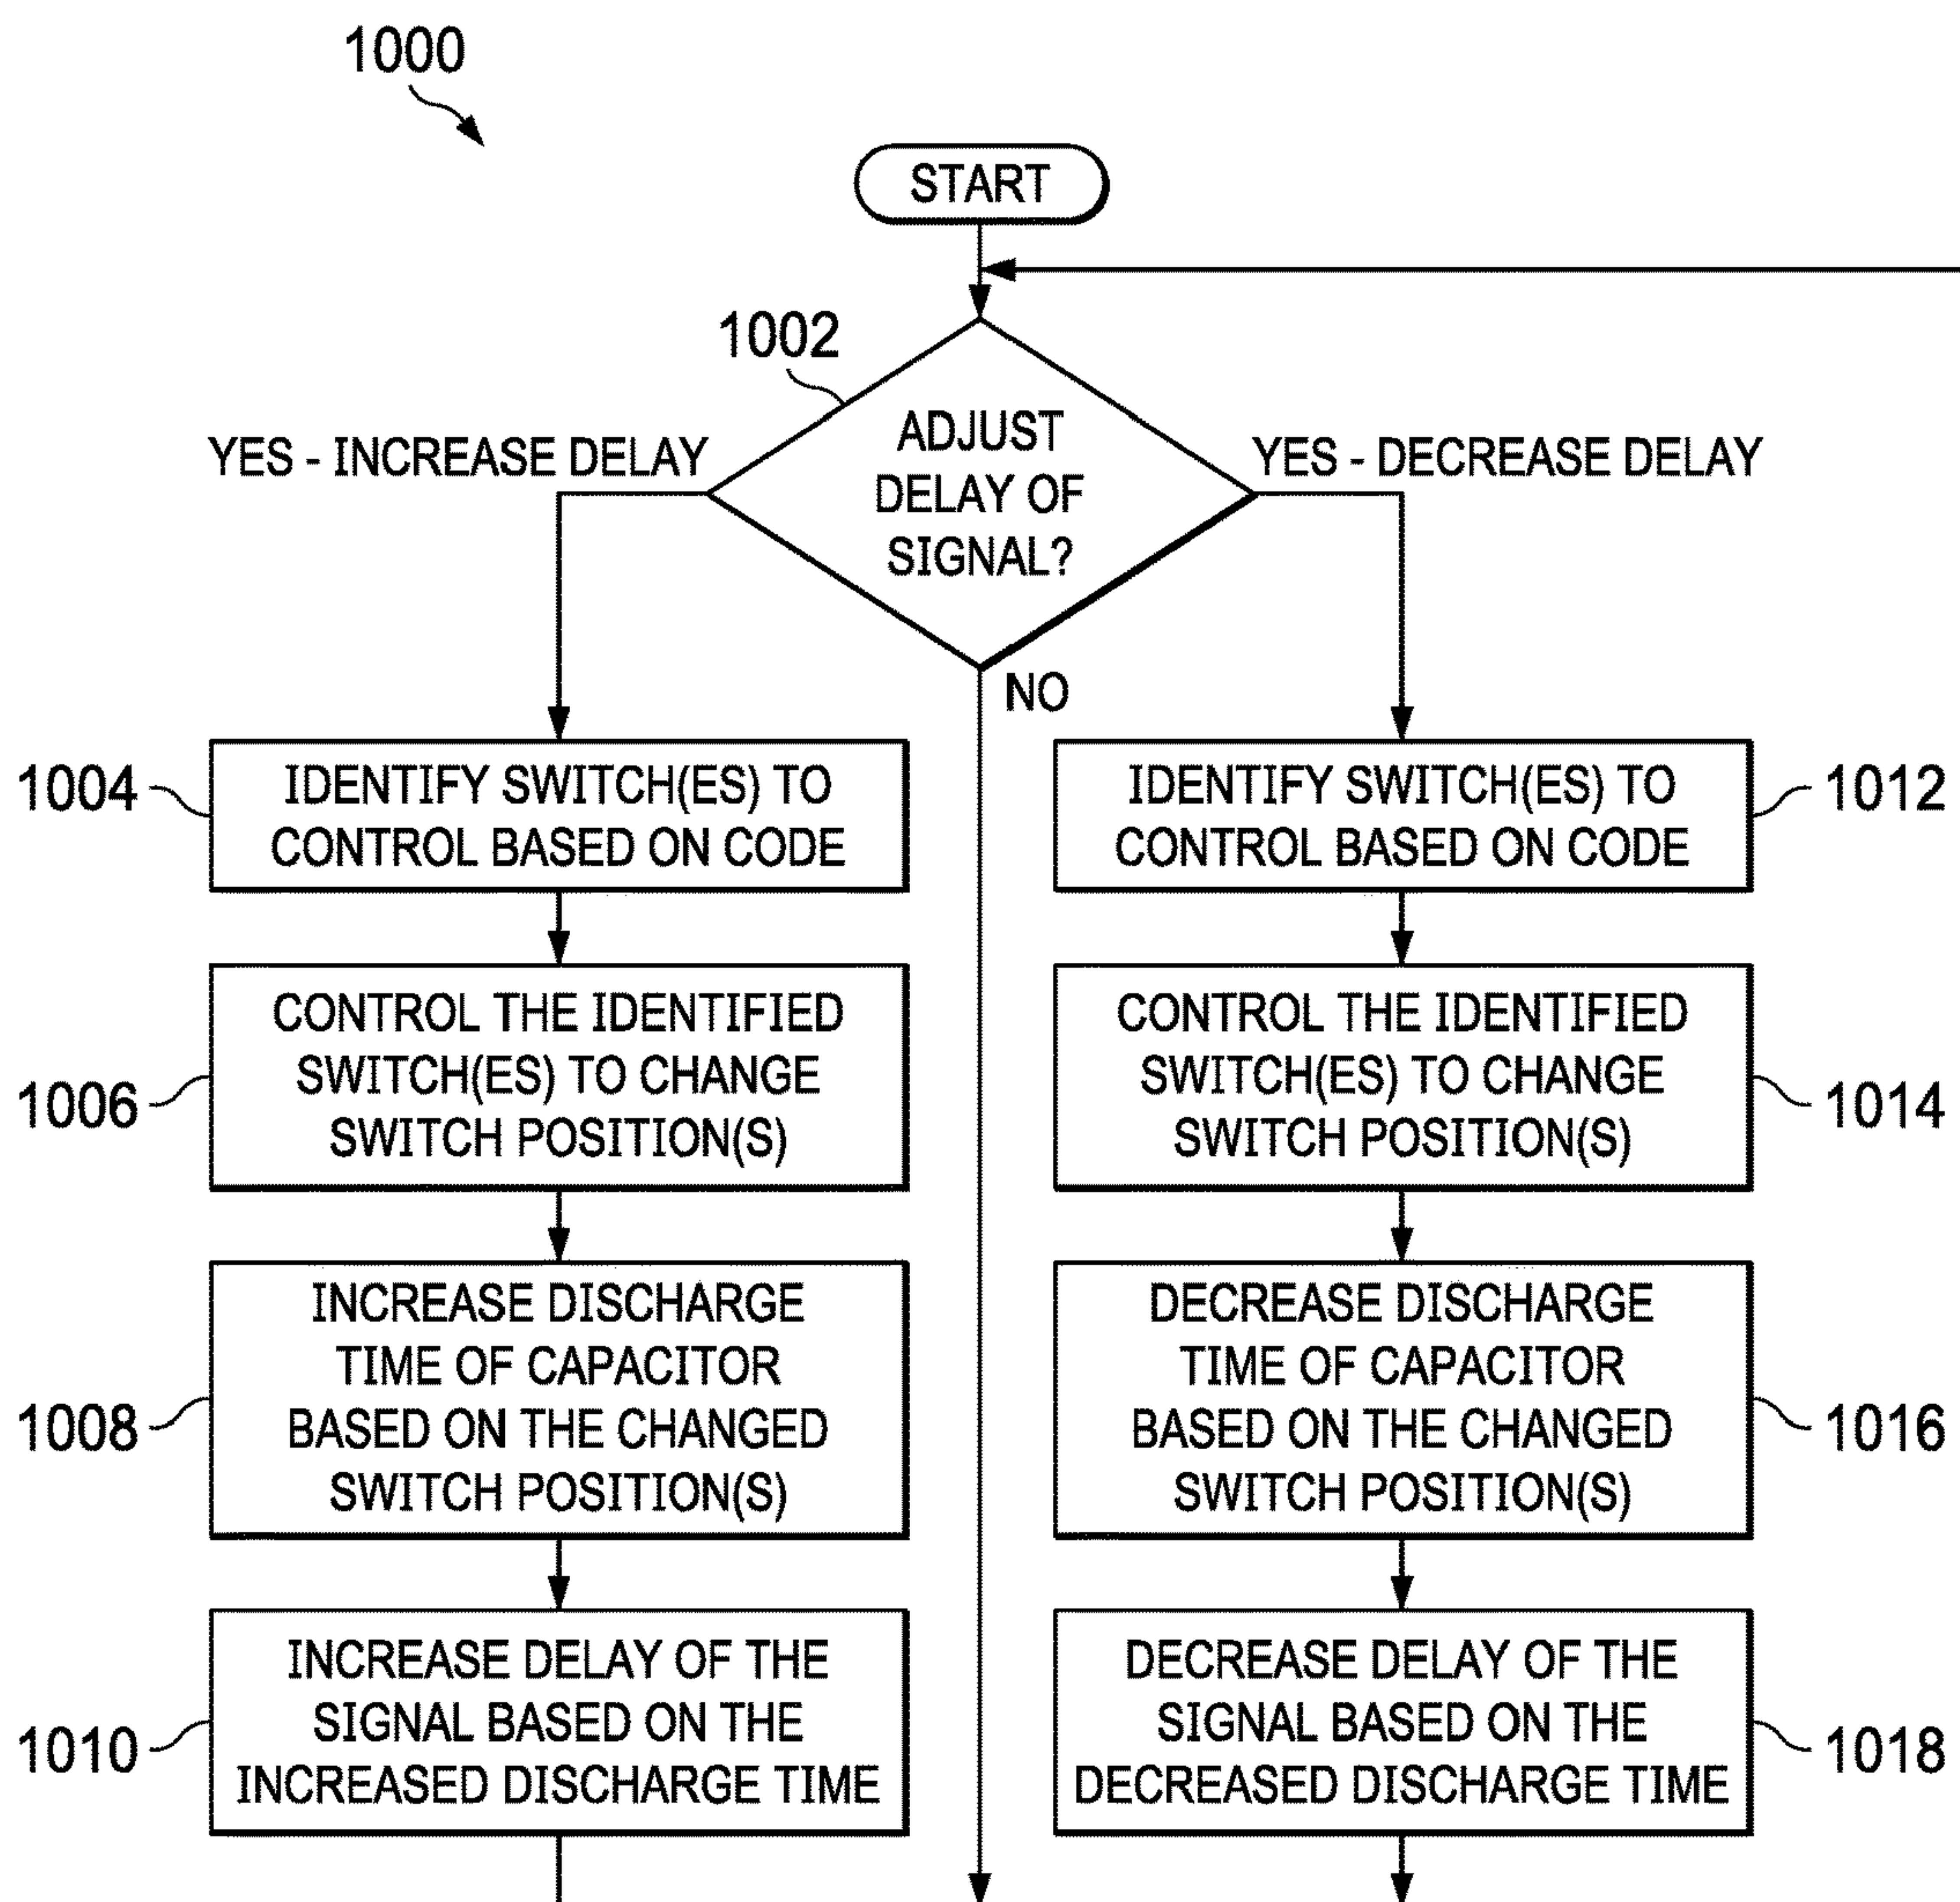 1000
START
1002
ADJUST
DELAY OF
SIGNAL?
YES - INCREASE DELAY
YES - DECREASE DELAY
NO
1004
IDENTIFY SWITCH(ES) TO
CONTROL BASED ON CODE
1006
CONTROL THE IDENTIFIED
SWITCH(ES) TO CHANGE
SWITCH POSITION(S)
1008
INCREASE DISCHARGE
TIME OF CAPACITOR
BASED ON THE CHANGED
SWITCH POSITION(S)
1010
INCREASE DELAY OF THE
SIGNAL BASED ON THE
INCREASED DISCHARGE TIME
IDENTIFY SWITCH(ES) TO
CONTROL BASED ON CODE
1012
CONTROL THE IDENTIFIED
SWITCH(ES) TO CHANGE
SWITCH POSITION(S)
1014
DECREASE DISCHARGE
TIME OF CAPACITOR
BASED ON THE CHANGED
SWITCH POSITION(S)
1016
DECREASE DELAY OF THE
SIGNAL BASED ON THE
DECREASED DISCHARGE TIME
1018